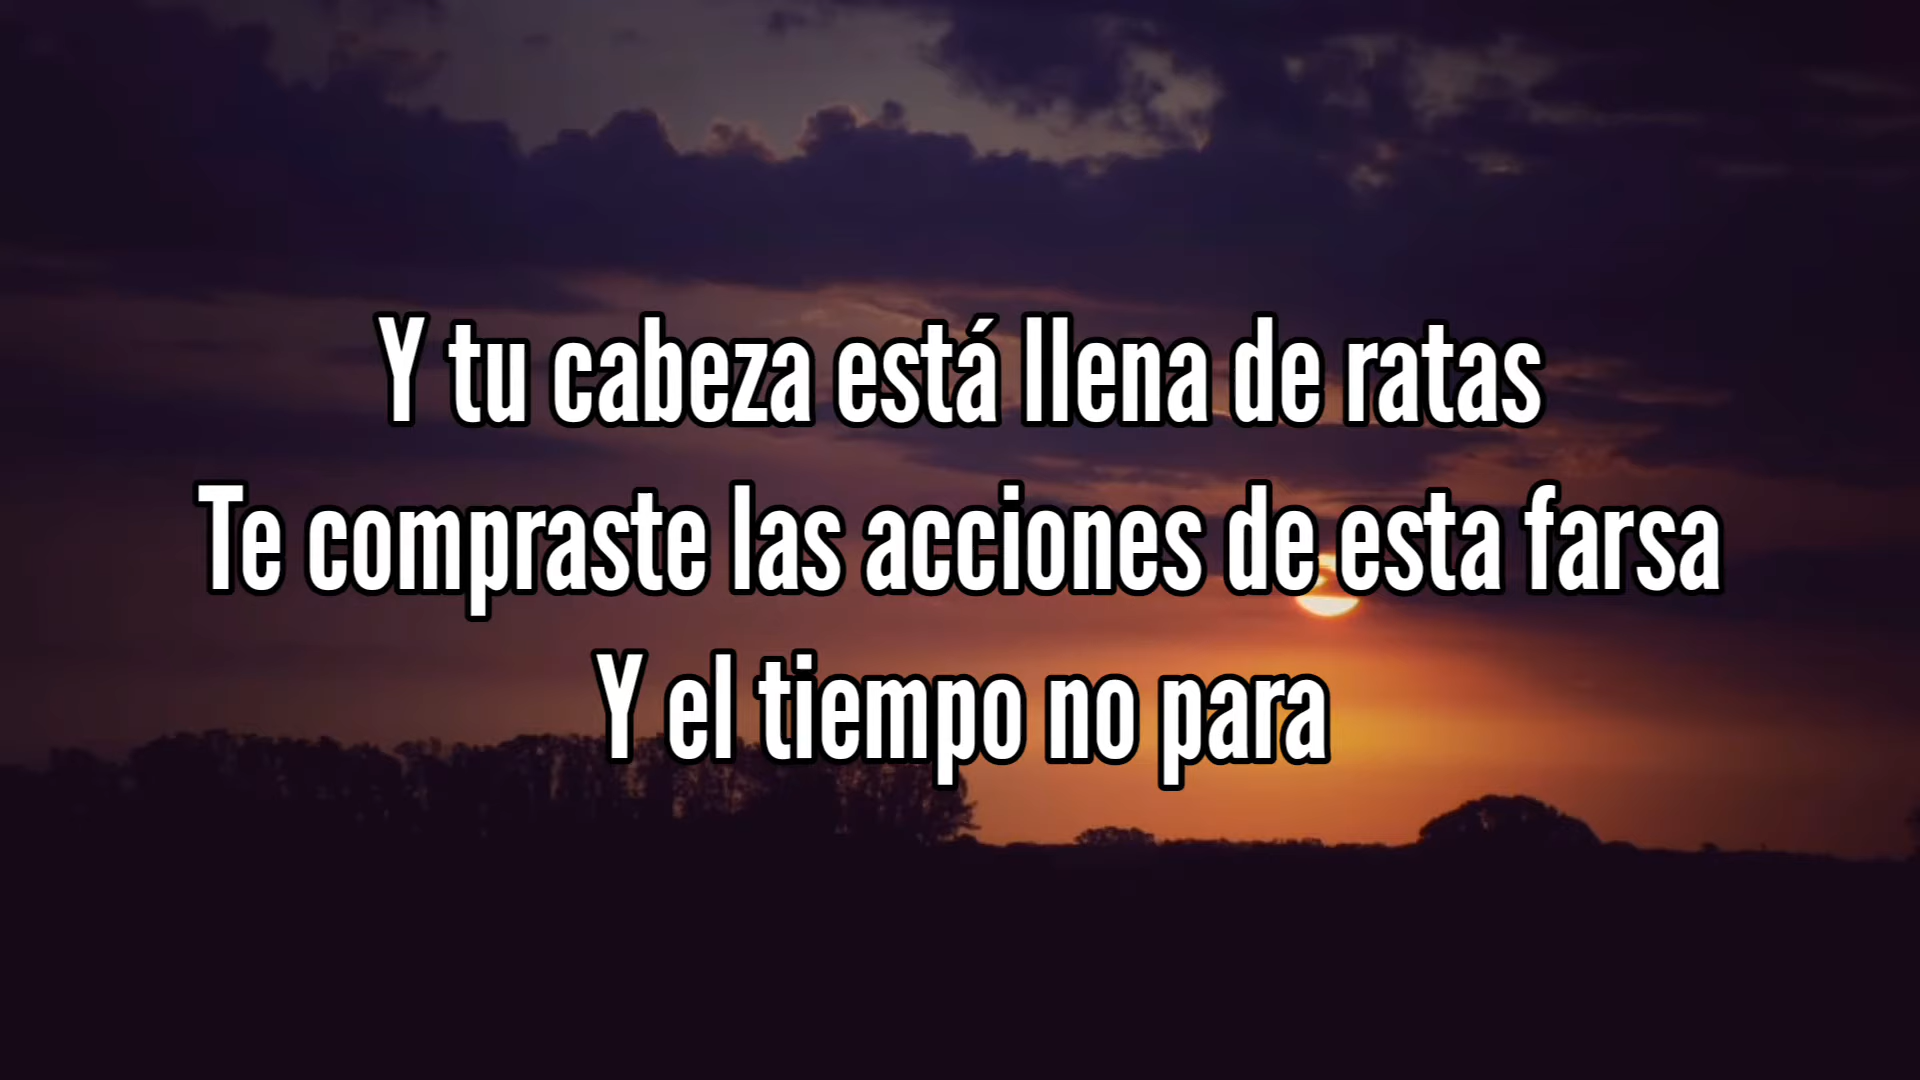 Y tu cabeza está llena de ratas
Te compraste las acciones de esta farsa
Y el tiempo no para